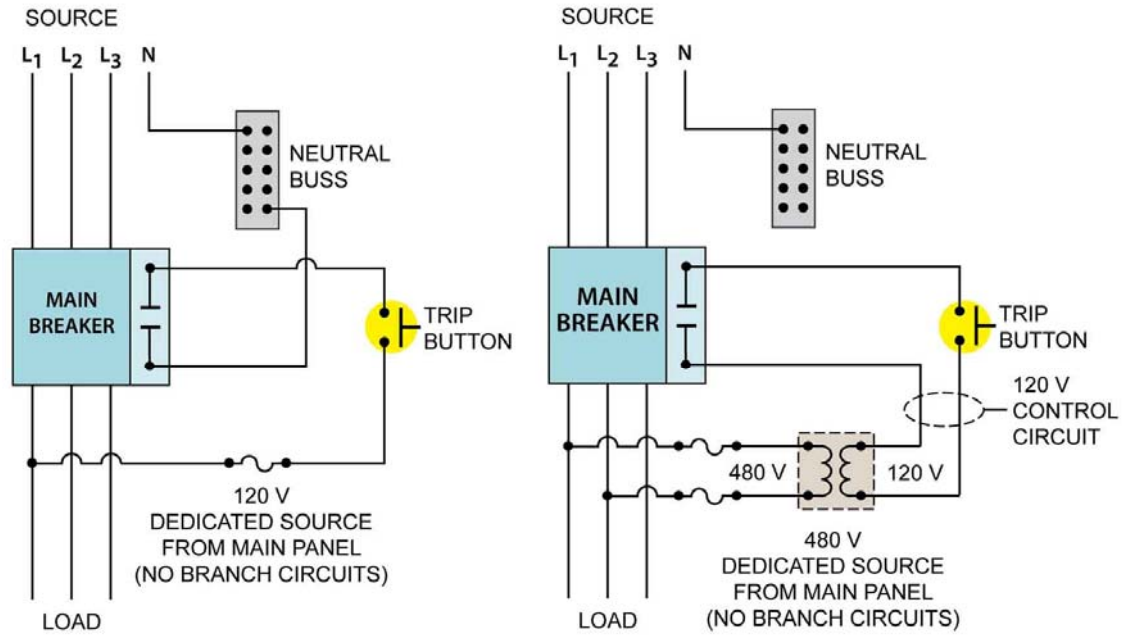 SOURCE
L1 L2 L3 N
NEUTRAL
BUSS
MAIN
BREAKER
TRIP
BUTTON
120 V
DEDICATED SOURCE
FROM MAIN PANEL
(NO BRANCH CIRCUITS)
LOAD
SOURCE
L1 L2 L3 N
NEUTRAL
BUSS
MAIN
BREAKER
TRIP
BUTTON
120 V
CONTROL
CIRCUIT
480 V 120 V
480 V
DEDICATED SOURCE
FROM MAIN PANEL
(NO BRANCH CIRCUITS)
LOAD